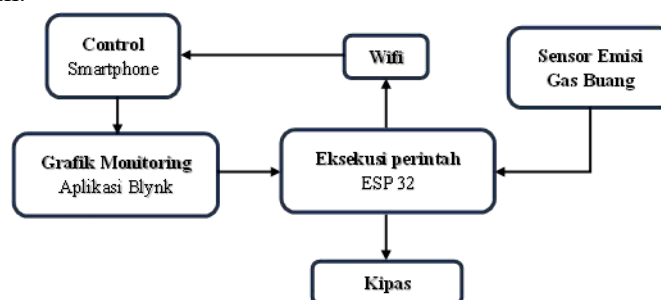 Control
Smartphone
Wifi
Sensor Emisi
Gas Buang
Grafik Monitoring
Aplikasi Blynk
Eksekusi perintah
ESP 32
Kipas